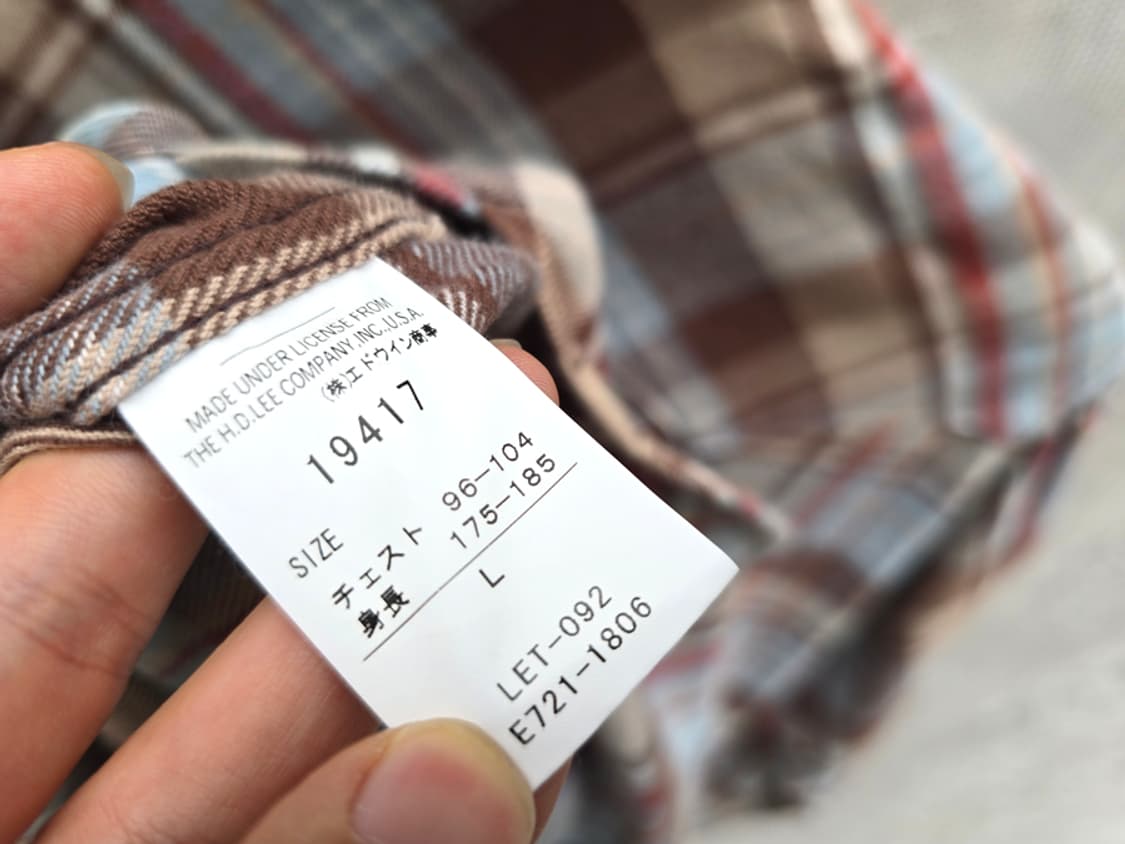 MADE UNDER LICENSE FROM
THE H.D.LEE COMPANY,INC.,U.S.A.
(株)エドウィン商事
19417
SIZE
チェスト 96-104
身長 175-185
L
LET-092
E721-1806